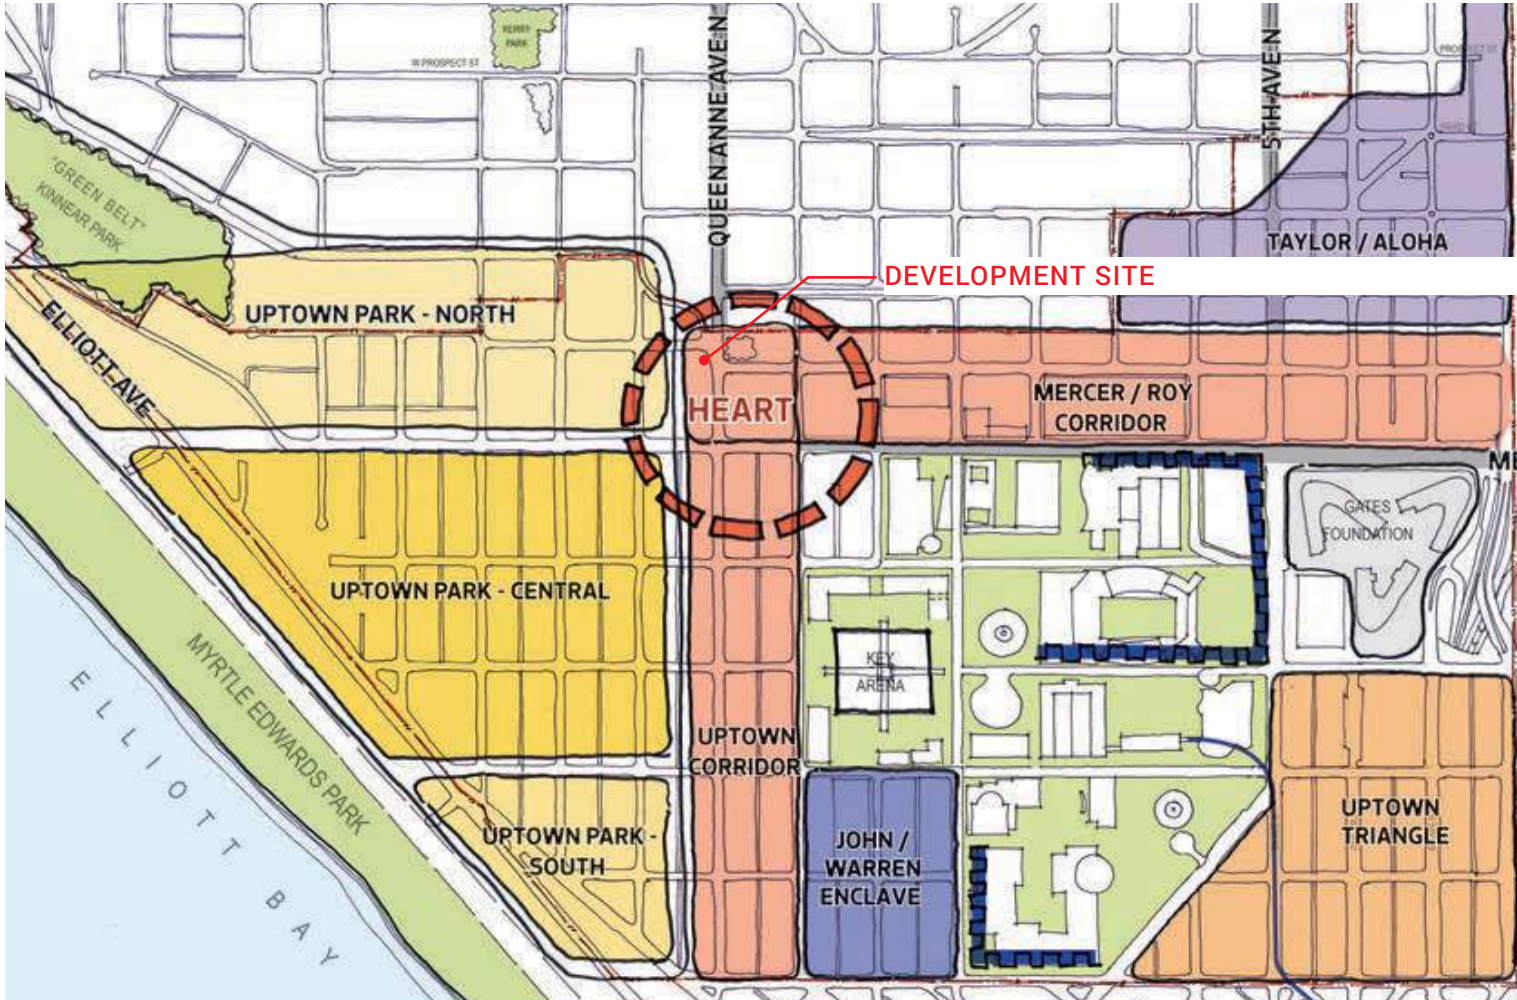 KERRY
PARK
W PROSPECT ST
QUEEN ANNE AVE N
5TH AVE N
PROSPECT ST
"GREEN BELT"
KINNEAR PARK
TAYLOR / ALOHA
DEVELOPMENT SITE
UPTOWN PARK - NORTH
ELLIOTT AVE
HEART
MERCER / ROY
CORRIDOR
ME
GATES
FOUNDATION
UPTOWN PARK - CENTRAL
MYRTLE EDWARDS PARK
ELLIOTT BAY
KEY
ARENA
UPTOWN
CORRIDOR
UPTOWN PARK -
SOUTH
JOHN /
WARREN
ENCLAVE
UPTOWN
TRIANGLE